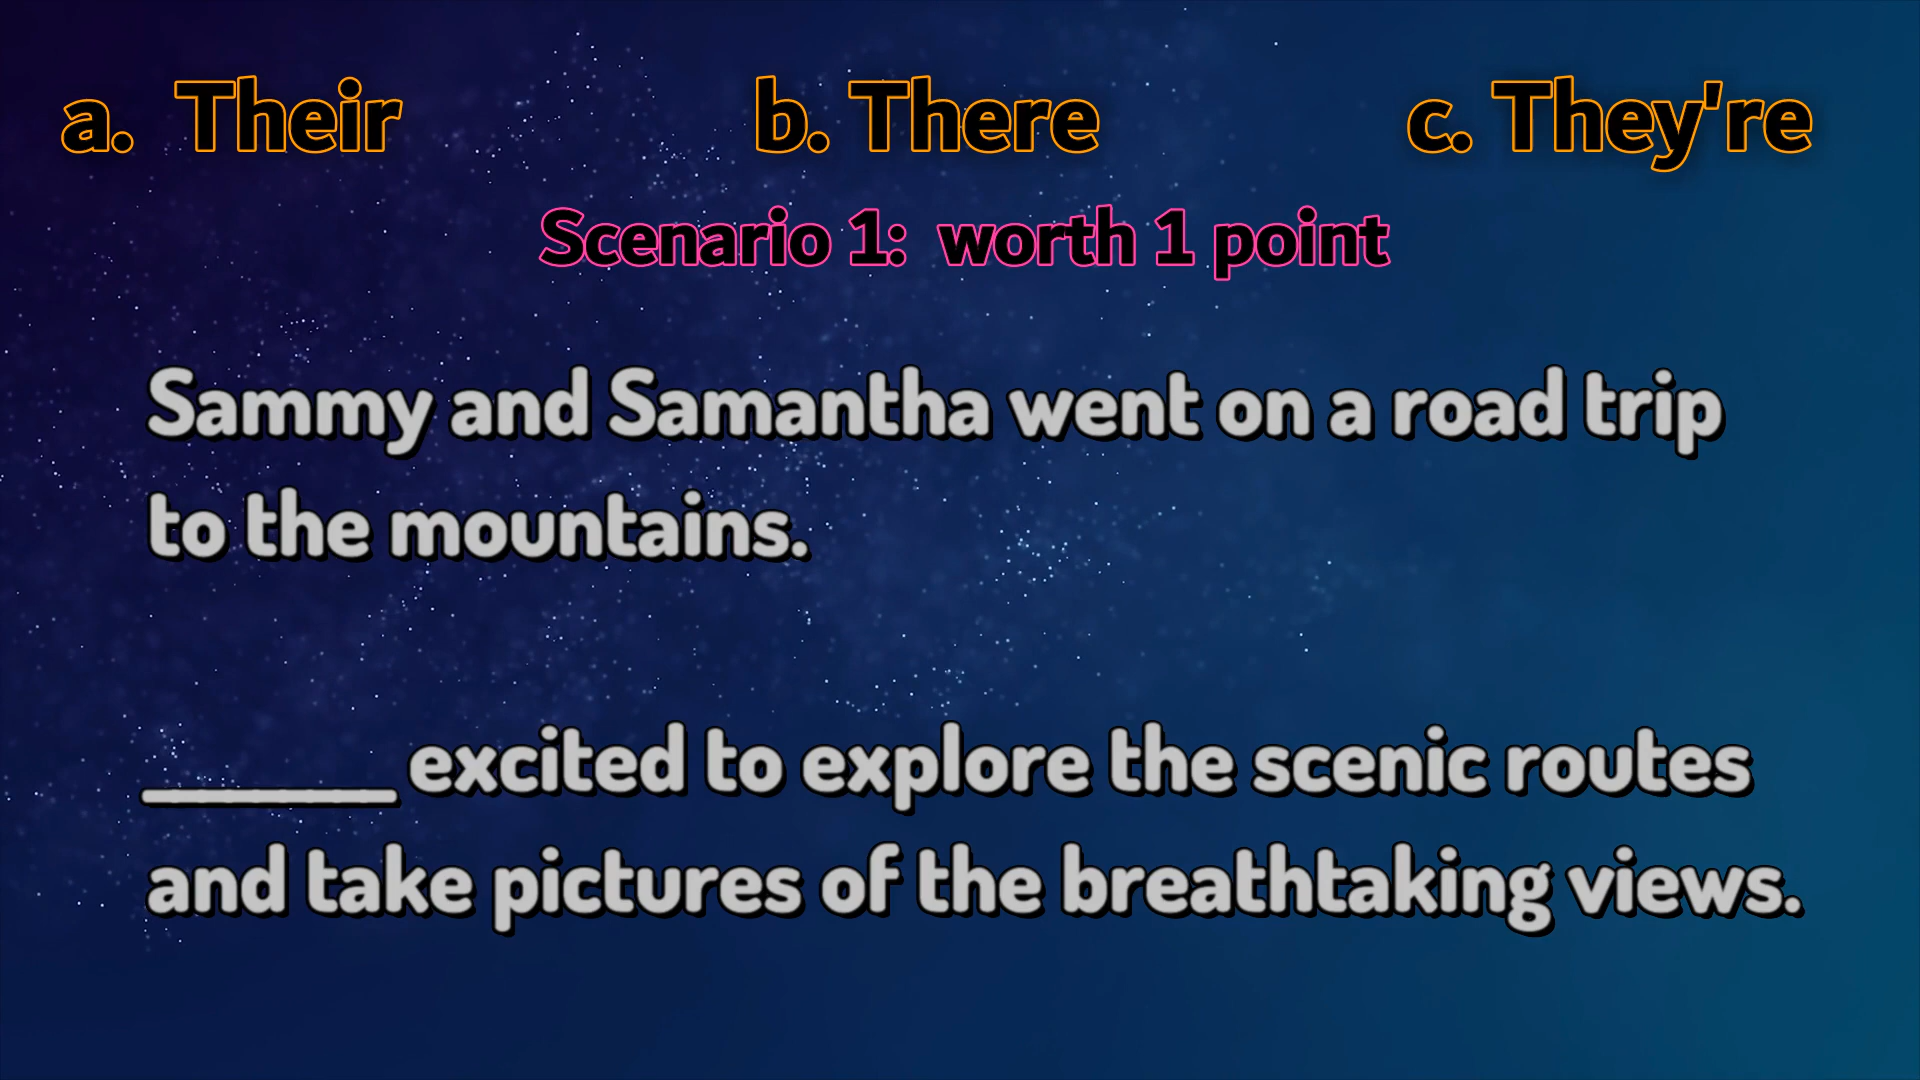 a. Their b. There c. They're
Scenario 1: worth 1 point
Sammy and Samantha went on a road trip
to the mountains.
______ excited to explore the scenic routes
and take pictures of the breathtaking views.